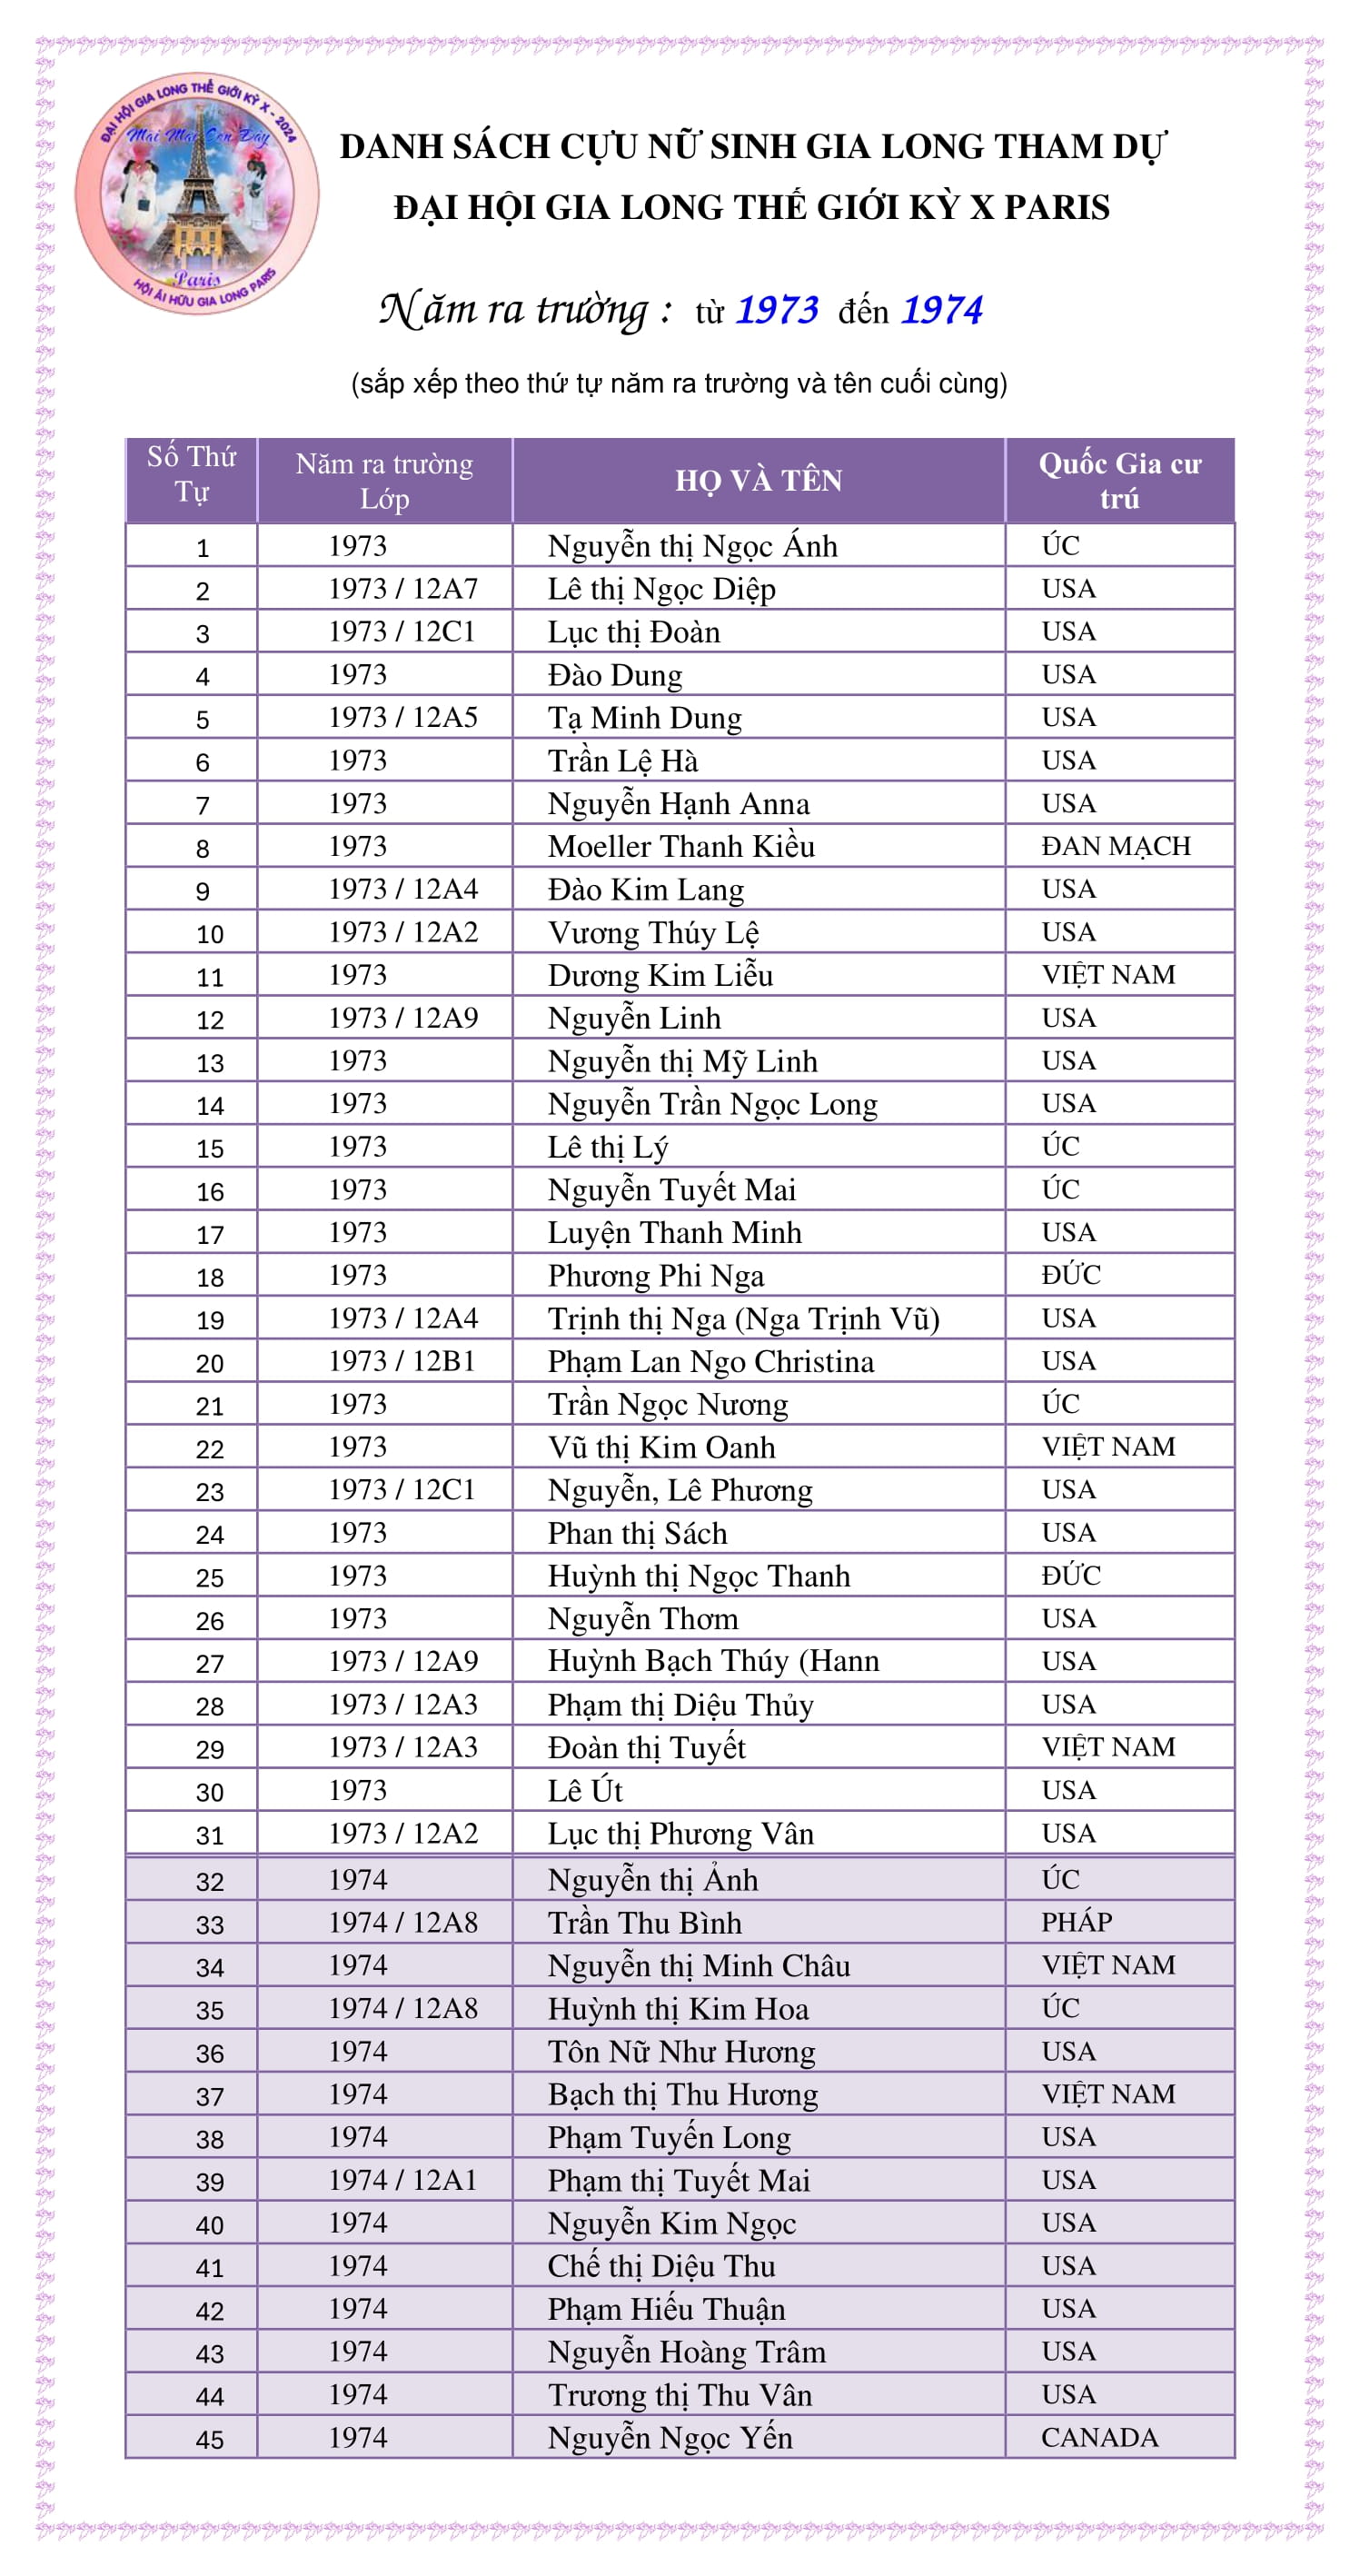 ĐẠI HỘI GIA LONG THẾ GIỚI KỲ X - 2024
Mãi Mãi Còn Đây
Paris
HỘI ÁI HỮU GIA LONG PARIS
DANH SÁCH CỰU NỮ SINH GIA LONG THAM DỰ
ĐẠI HỘI GIA LONG THẾ GIỚI KỲ X PARIS
Năm ra trường : từ 1973 đến 1974
(sắp xếp theo thứ tự năm ra trường và tên cuối cùng)
Số Thứ Tự Năm ra trường Lớp HỌ VÀ TÊN Quốc Gia cư trú
1 1973 Nguyễn thị Ngọc Ánh ÚC
2 1973 / 12A7 Lê thị Ngọc Diệp USA
3 1973 / 12C1 Lục thị Đoàn USA
4 1973 Đào Dung USA
5 1973 / 12A5 Tạ Minh Dung USA
6 1973 Trần Lệ Hà USA
7 1973 Nguyễn Hạnh Anna USA
8 1973 Moeller Thanh Kiều ĐAN MẠCH
9 1973 / 12A4 Đào Kim Lang USA
10 1973 / 12A2 Vương Thúy Lệ USA
11 1973 Dương Kim Liễu VIỆT NAM
12 1973 / 12A9 Nguyễn Linh USA
13 1973 Nguyễn thị Mỹ Linh USA
14 1973 Nguyễn Trần Ngọc Long USA
15 1973 Lê thị Lý ÚC
16 1973 Nguyễn Tuyết Mai ÚC
17 1973 Luyện Thanh Minh USA
18 1973 Phương Phi Nga ĐỨC
19 1973 / 12A4 Trịnh thị Nga (Nga Trịnh Vũ) USA
20 1973 / 12B1 Phạm Lan Ngo Christina USA
21 1973 Trần Ngọc Nương ÚC
22 1973 Vũ thị Kim Oanh VIỆT NAM
23 1973 / 12C1 Nguyễn, Lê Phương USA
24 1973 Phan thị Sách USA
25 1973 Huỳnh thị Ngọc Thanh ĐỨC
26 1973 Nguyễn Thơm USA
27 1973 / 12A9 Huỳnh Bạch Thúy (Hann USA
28 1973 / 12A3 Phạm thị Diệu Thủy USA
29 1973 / 12A3 Đoàn thị Tuyết VIỆT NAM
30 1973 Lê Út USA
31 1973 / 12A2 Lục thị Phương Vân USA
32 1974 Nguyễn thị Ảnh ÚC
33 1974 / 12A8 Trần Thu Bình PHÁP
34 1974 Nguyễn thị Minh Châu VIỆT NAM
35 1974 / 12A8 Huỳnh thị Kim Hoa ÚC
36 1974 Tôn Nữ Như Hương USA
37 1974 Bạch thị Thu Hương VIỆT NAM
38 1974 Phạm Tuyến Long USA
39 1974 / 12A1 Phạm thị Tuyết Mai USA
40 1974 Nguyễn Kim Ngọc USA
41 1974 Chế thị Diệu Thu USA
42 1974 Phạm Hiếu Thuận USA
43 1974 Nguyễn Hoàng Trâm USA
44 1974 Trương thị Thu Vân USA
45 1974 Nguyễn Ngọc Yến CANADA